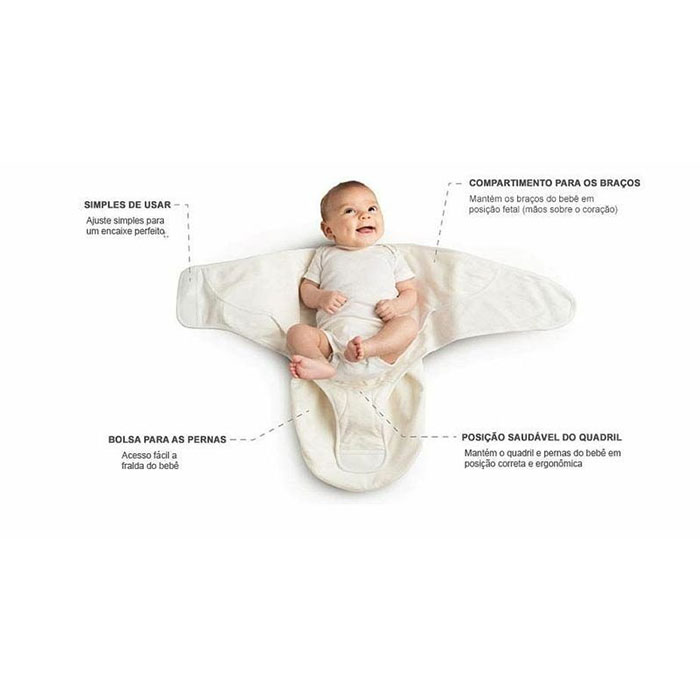 SIMPLES DE USAR
Ajuste simples para
um encaixe perfeito.
COMPARTIMENTO PARA OS BRAÇOS
Mantém os braços do bebê em
posição fetal (mãos sobre o coração)
BOLSA PARA AS PERNAS
Acesso fácil a
fralda do bebê
POSIÇÃO SAUDÁVEL DO QUADRIL
Mantém o quadril e pernas do bebê em
posição correta e ergonômica